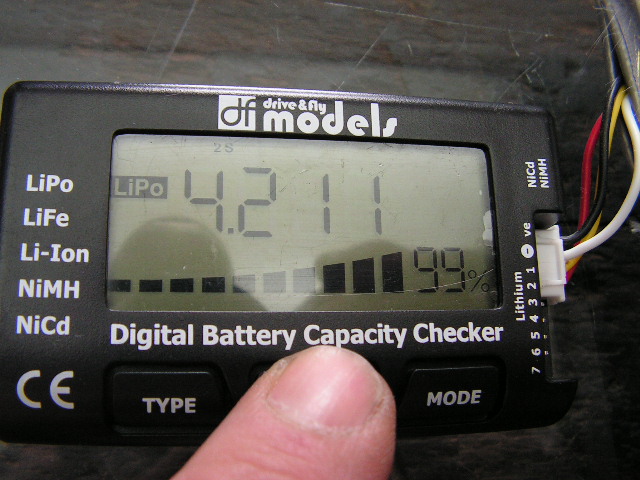 df drive & fly
models
2S
LiPo 4.211
99%
LiPo
LiFe
Li-Ion
NiMH
NiCd
Digital Battery Capacity Checker
CE
TYPE
MODE
NiCd
NiMH
7 6 5 4 3 2 1 - ve
Lithium